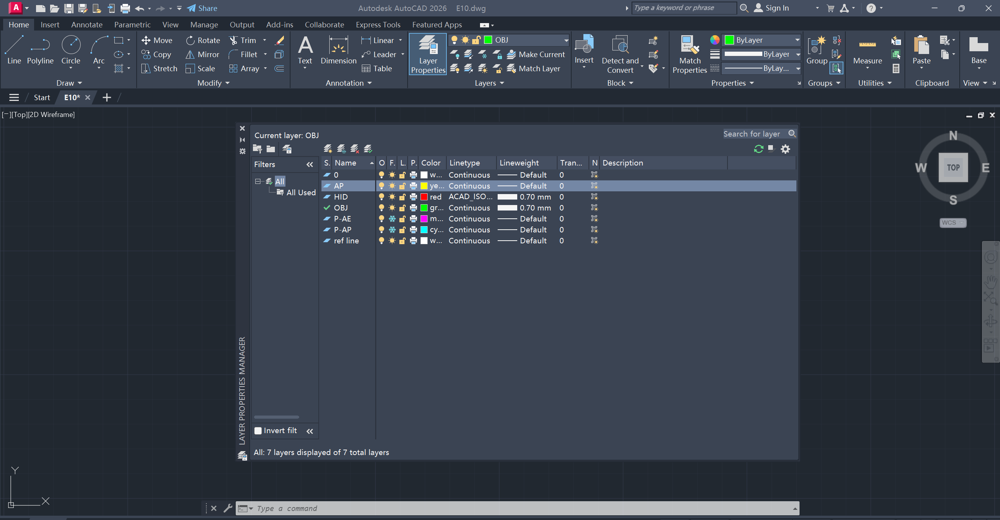 A Share Autodesk AutoCAD 2026 E10.dwg Type a keyword or phrase Sign In
Home Insert Annotate Parametric View Manage Output Add-ins Collaborate Express Tools Featured Apps
Line Polyline Circle Arc
Move Rotate Trim
Copy Mirror Fillet
Stretch Scale Array
Text Dimension
Linear
Leader
Table
Layer Properties
OBJ
Make Current
Match Layer
Insert Detect and Convert
Match Properties
ByLayer
ByLayer
ByLay...
Group Measure Paste Base
Draw Modify Annotation Layers Block Properties Groups Utilities Clipboard View
Start E10*
[−][Top][2D Wireframe]
N
W TOP E
S
WCS
Current layer: OBJ Search for layer
Filters
All
All Used
S. Name O F. L. P. Color Linetype Lineweight Tran... N Description
0 w... Continuous Default 0
AP ye... Continuous Default 0
HID red ACAD_ISO... 0.70 mm 0
OBJ gr... Continuous 0.70 mm 0
P-AE m... Continuous Default 0
P-AP cy... Continuous Default 0
ref line w... Continuous Default 0
Invert filt
All: 7 layers displayed of 7 total layers
LAYER PROPERTIES MANAGER
Y
X
Type a command